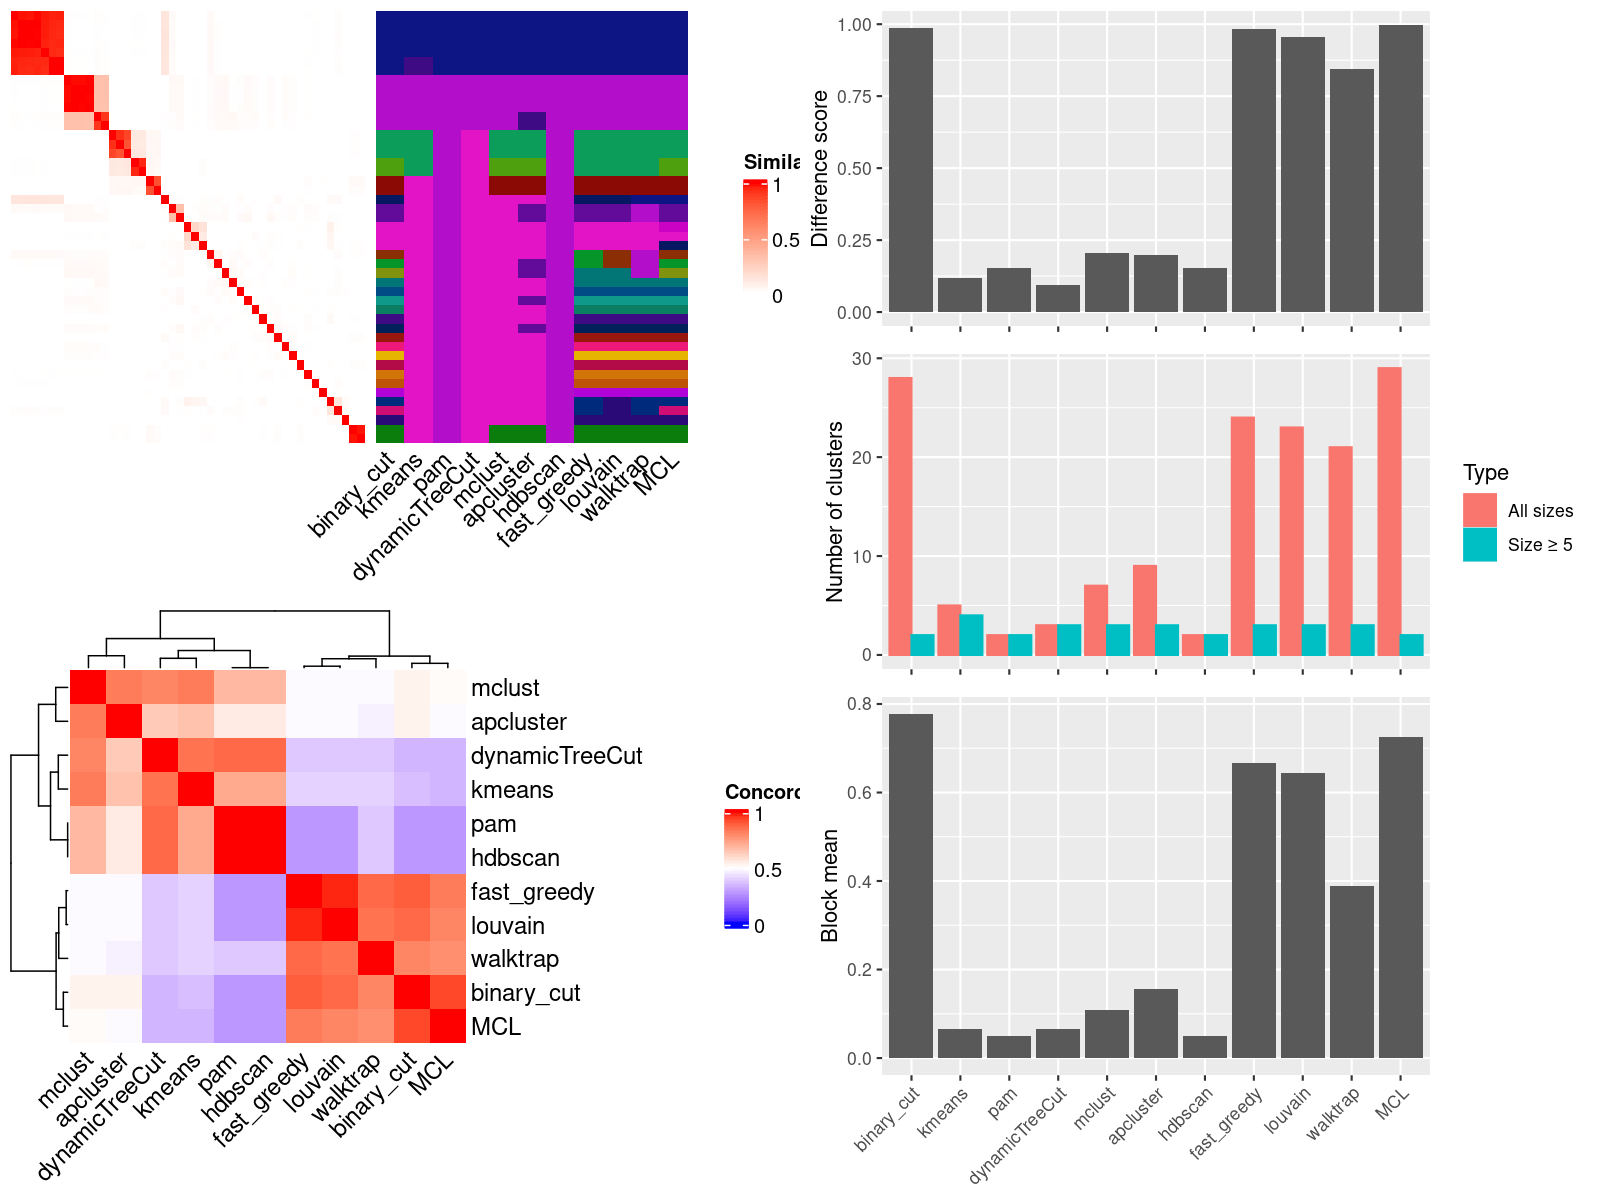 Simila
1
0.5
0
binary_cut
kmeans
pam
dynamicTreeCut
mclust
apcluster
hdbscan
fast_greedy
louvain
walktrap
MCL
mclust
apcluster
dynamicTreeCut
kmeans
pam
hdbscan
fast_greedy
louvain
walktrap
binary_cut
MCL
mclust
apcluster
dynamicTreeCut
kmeans
pam
hdbscan
fast_greedy
louvain
walktrap
binary_cut
MCL
Concord
1
0.5
0
Difference score
1.00
0.75
0.50
0.25
0.00
Number of clusters
30
20
10
0
Type
All sizes
Size ≥ 5
Block mean
0.8
0.6
0.4
0.2
0.0
binary_cut
kmeans
pam
dynamicTreeCut
mclust
apcluster
hdbscan
fast_greedy
louvain
walktrap
MCL